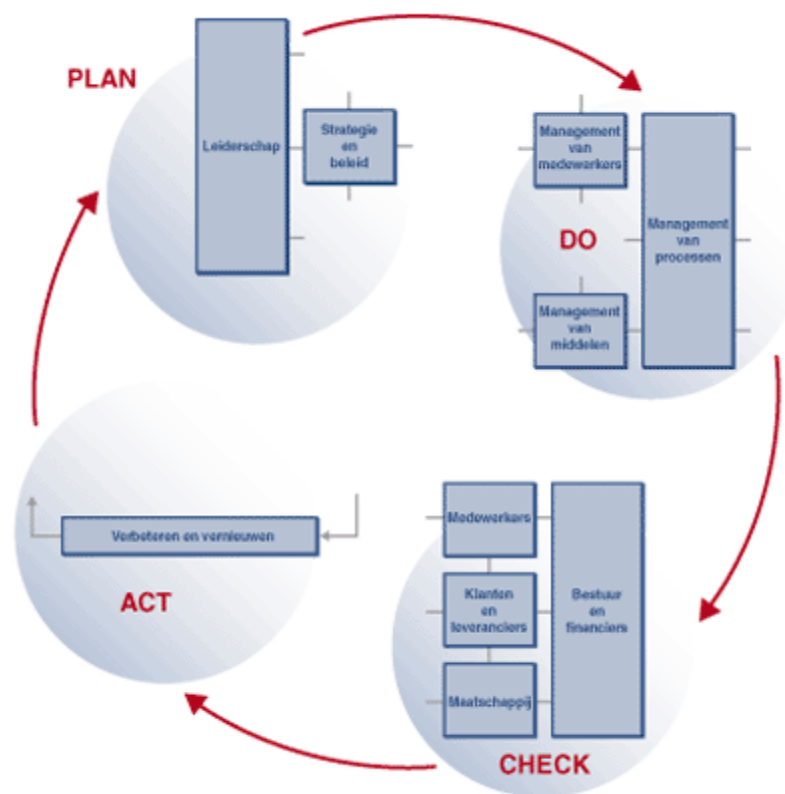 PLAN
Leiderschap
Strategie
en
beleid
Management
van
medewerkers
DO
Management
van
processen
Management
van
middelen
Medewerkers
Klanten
en
leveranciers
Maatschappij
Bestuur
en
financiers
CHECK
Verbeteren en vernieuwen
ACT